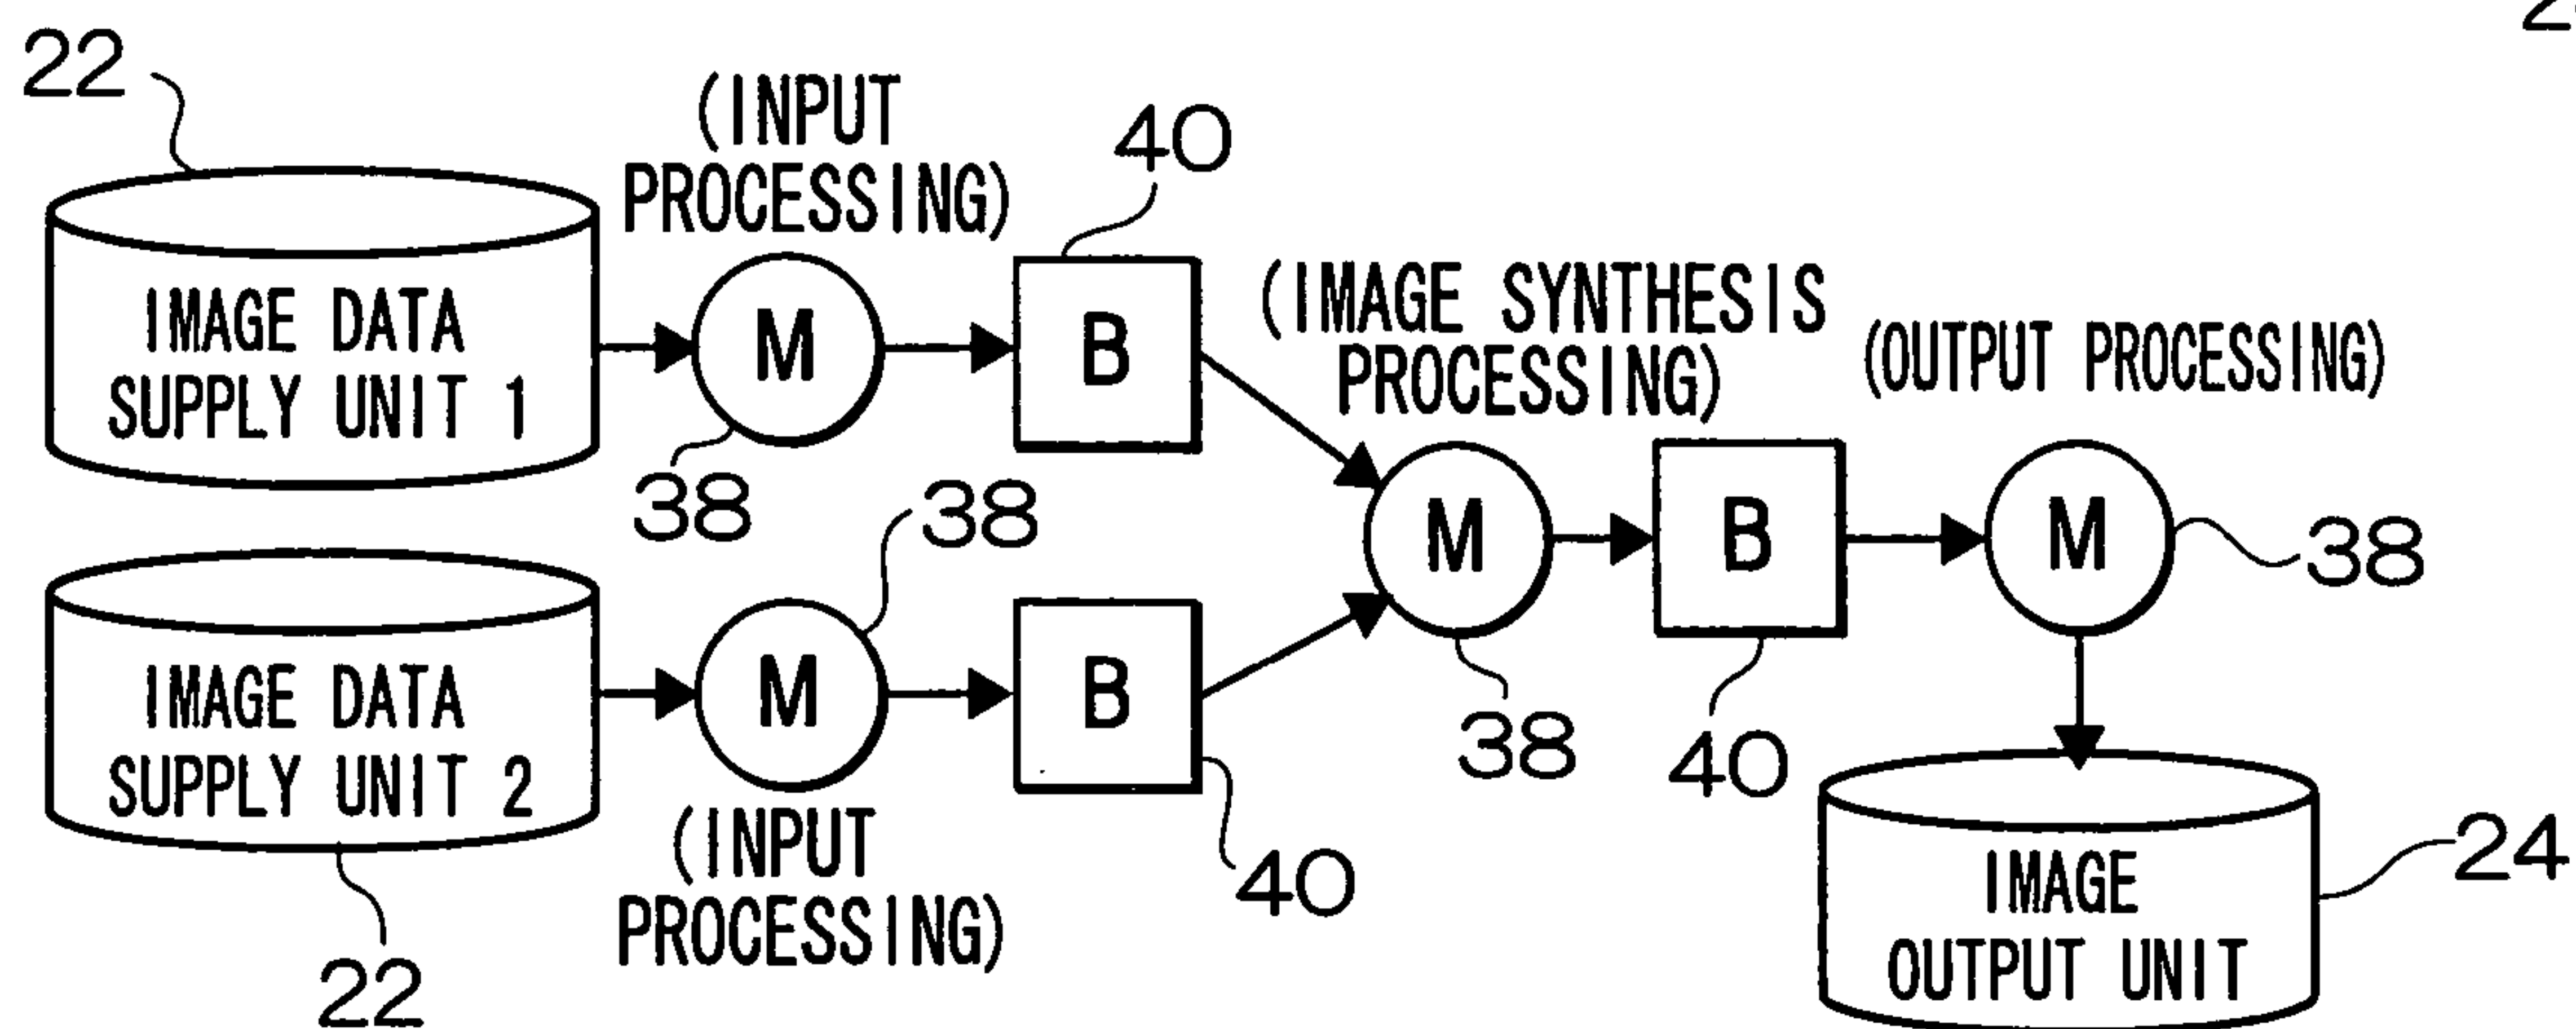 22
(INPUT
PROCESSING)
40
IMAGE DATA
SUPPLY UNIT 1
M
B
38
(IMAGE SYNTHESIS
PROCESSING)
(OUTPUT PROCESSING)
38
IMAGE DATA
SUPPLY UNIT 2
M
B
M
B
M
38
38
40
22
(INPUT
PROCESSING)
40
IMAGE
OUTPUT UNIT
24